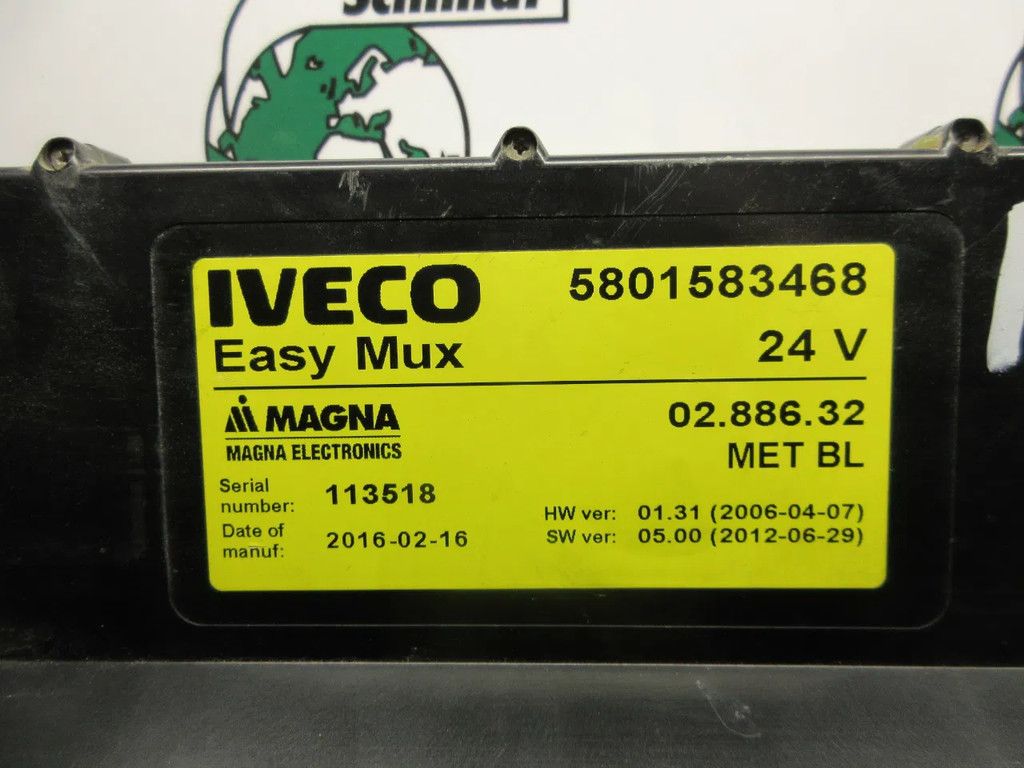 Schmidt
IVECO 5801583468
Easy Mux 24 V
MAGNA 02.886.32
MAGNA ELECTRONICS MET BL
Serial number: 113518
Date of manuf: 2016-02-16
HW ver: 01.31 (2006-04-07)
SW ver: 05.00 (2012-06-29)